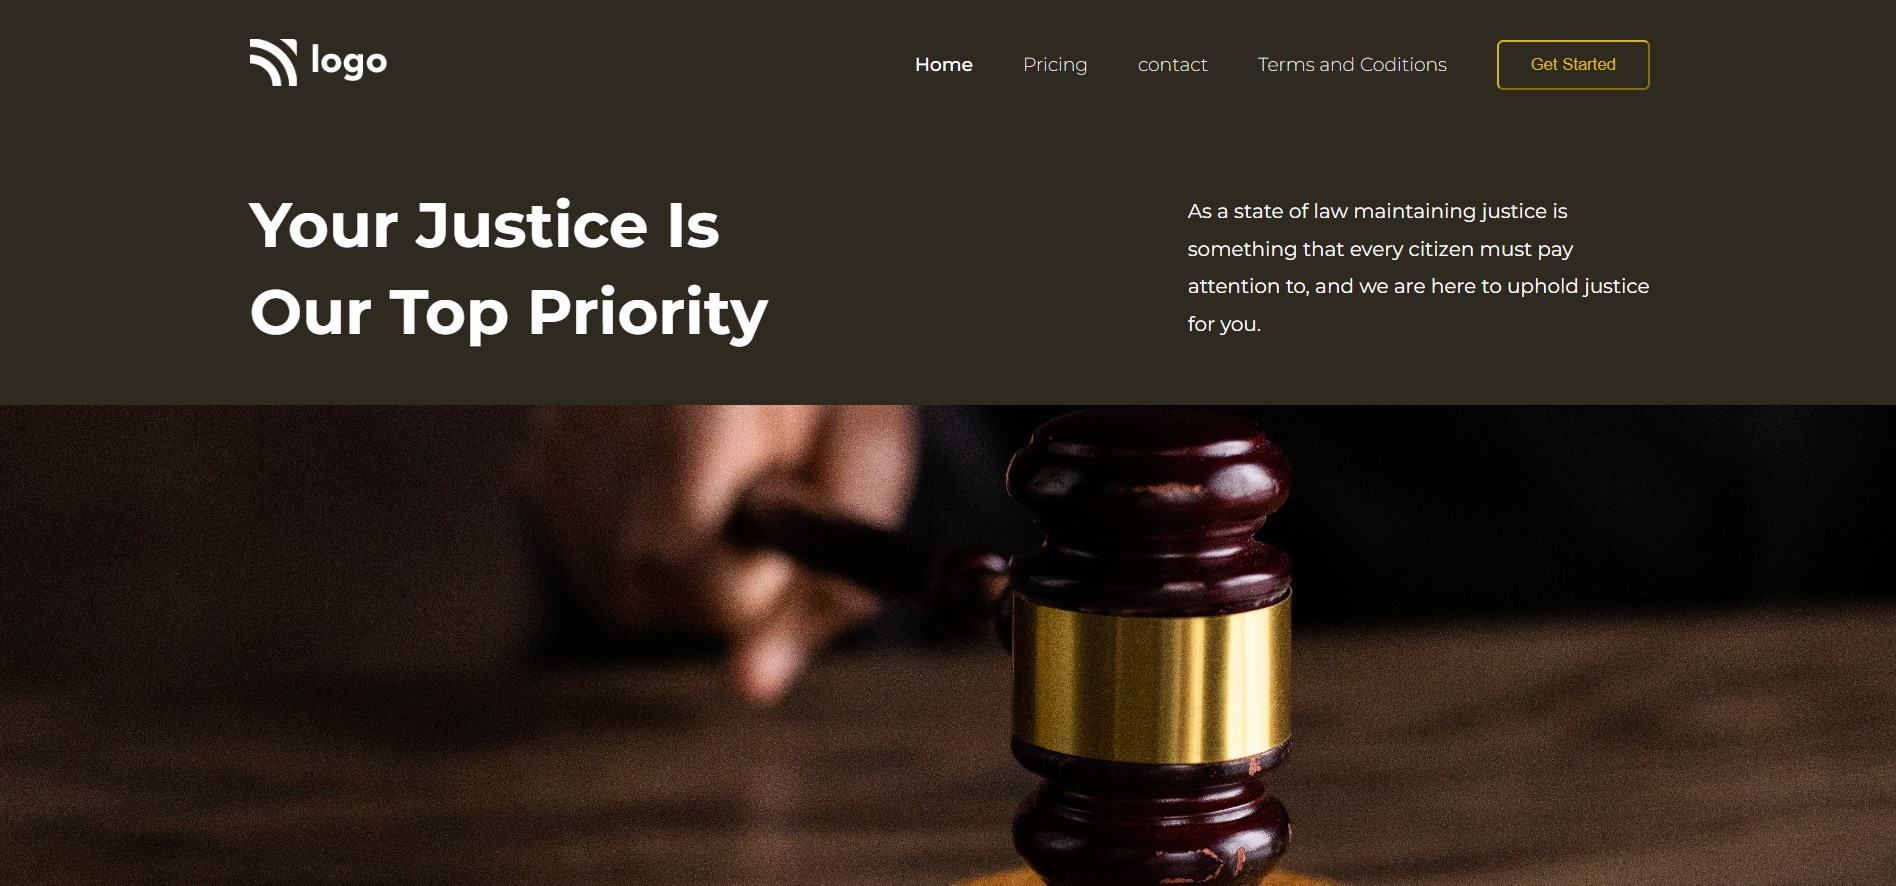 logo
Home
Pricing
contact
Terms and Coditions
Get Started
Your Justice Is
Our Top Priority
As a state of law maintaining justice is
something that every citizen must pay
attention to, and we are here to uphold justice
for you.